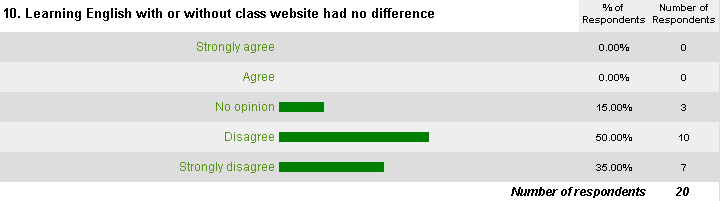 10. Learning English with or without class website had no difference
% of Respondents
Number of Respondents
Strongly agree 0.00% 0
Agree 0.00% 0
No opinion 15.00% 3
Disagree 50.00% 10
Strongly disagree 35.00% 7
Number of respondents 20